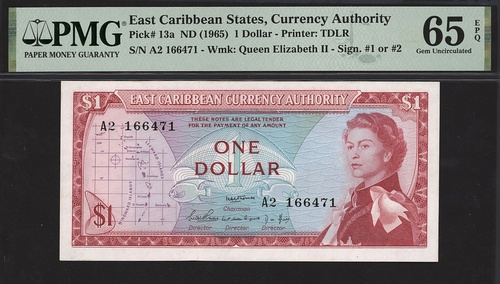 PMG
PAPER MONEY GUARANTY
East Caribbean States, Currency Authority
Pick# 13a ND (1965) 1 Dollar - Printer: TDLR
S/N A2 166471 - Wmk: Queen Elizabeth II - Sign. #1 or #2
65 EPQ
Gem Uncirculated
$1 EAST CARIBBEAN CURRENCY AUTHORITY $1
THESE NOTES ARE LEGAL TENDER
FOR THE PAYMENT OF ANY AMOUNT
A2 166471
ONE
DOLLAR
A2 166471
Chairman
$1
Director Director Director